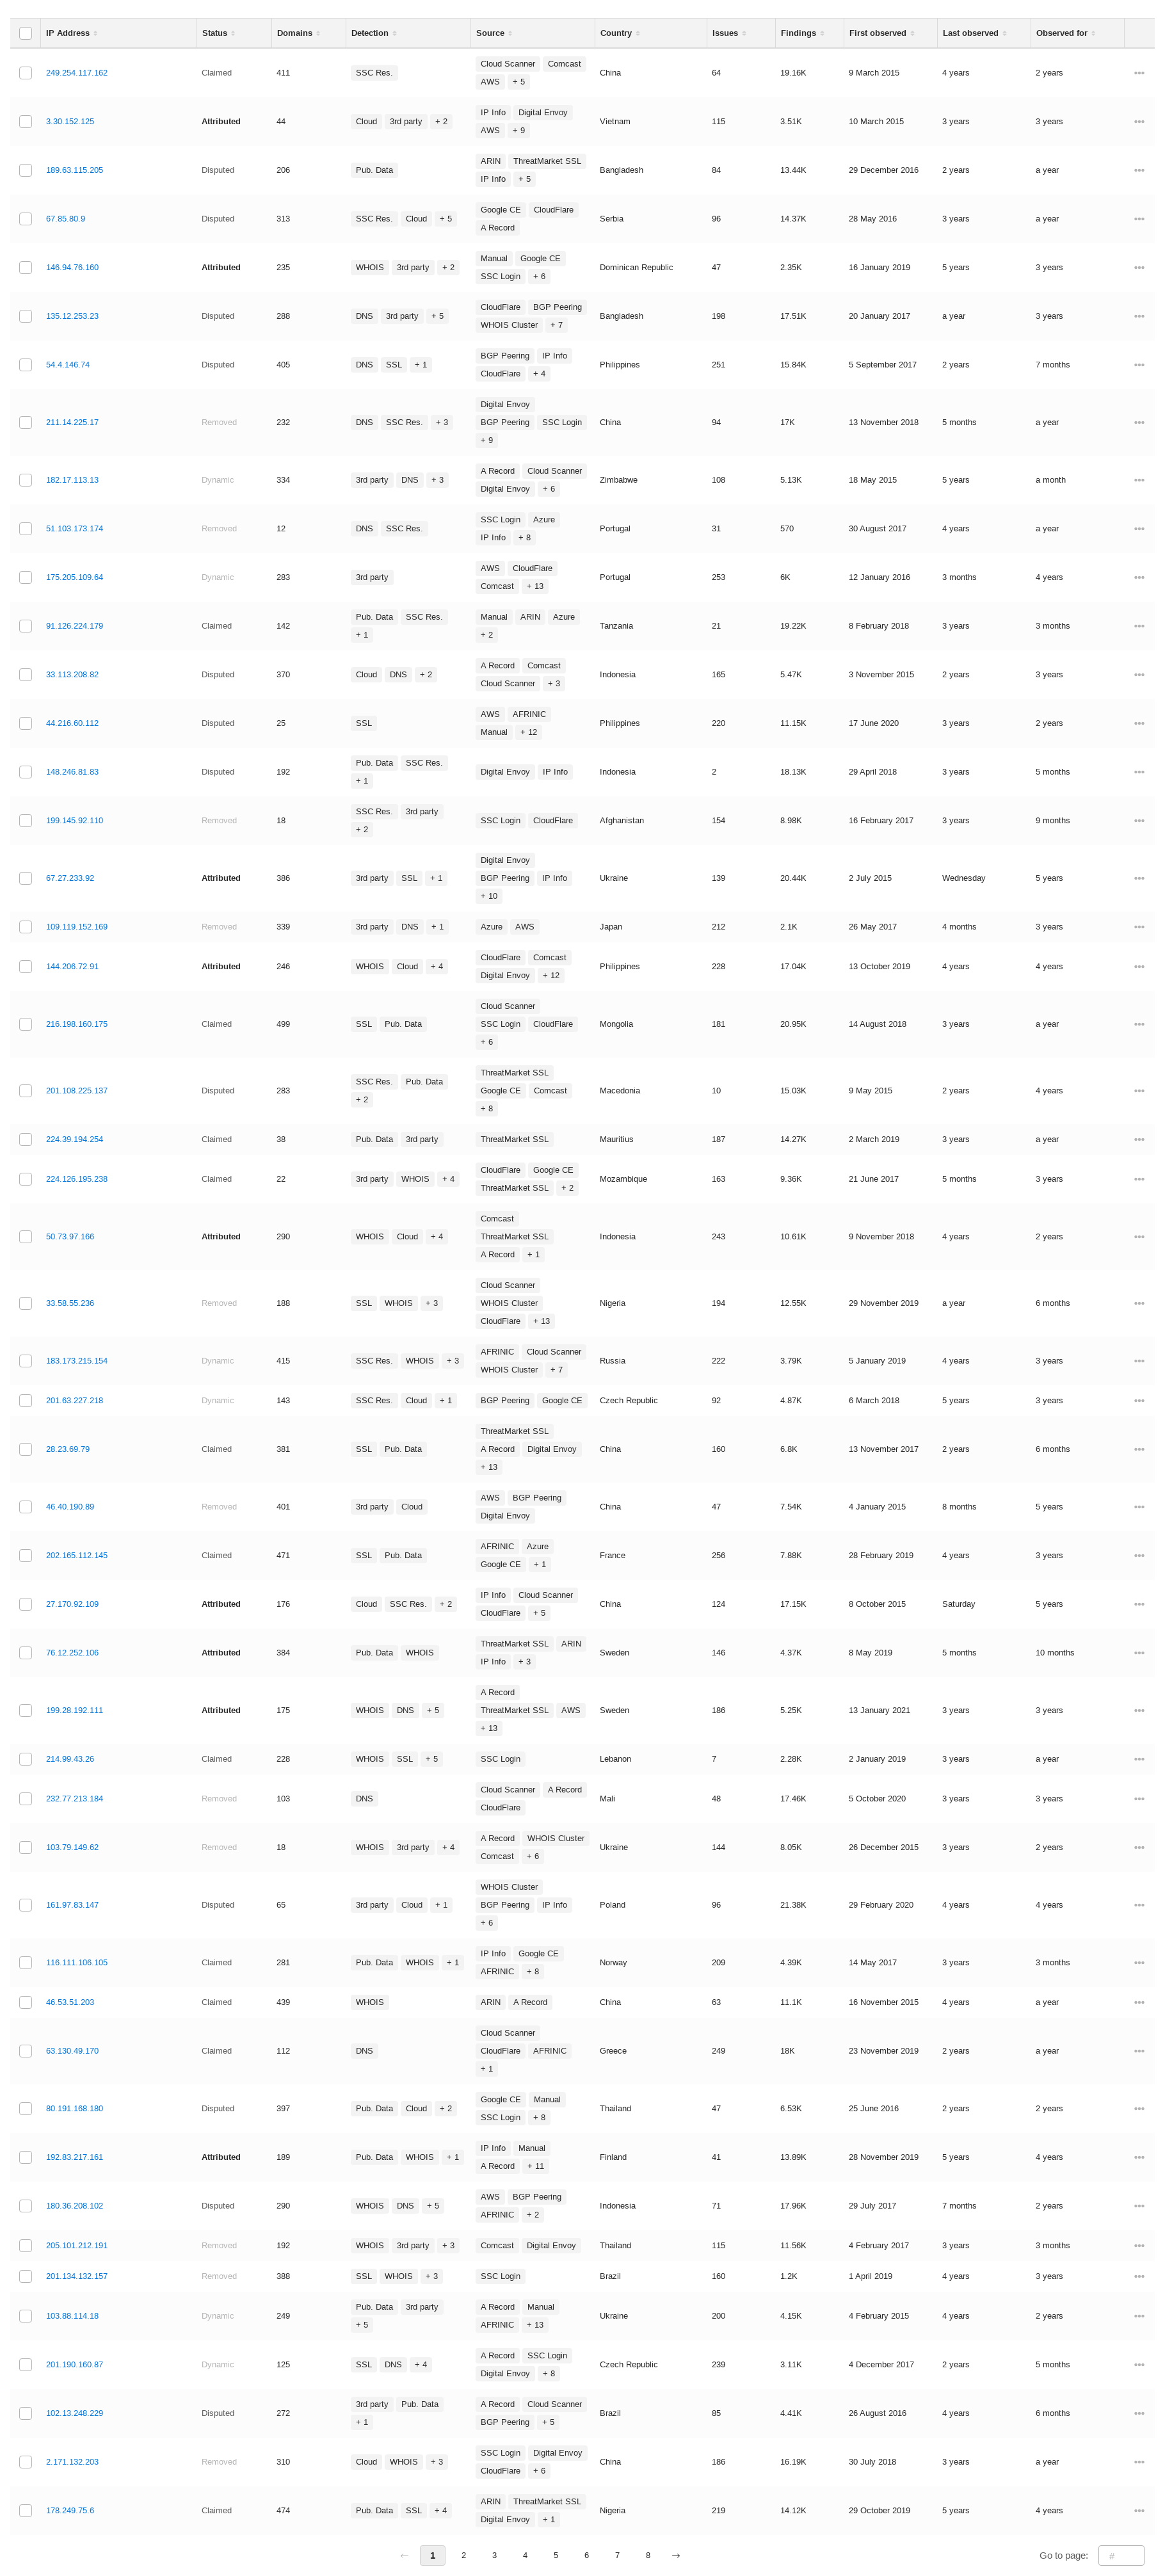 IP Address Status Domains Detection Source Country Issues Findings First observed Last observed Observed for
249.254.117.162 Claimed 411 SSC Res. Cloud Scanner Comcast AWS + 5 China 64 19.16K 9 March 2015 4 years 2 years
3.30.152.125 Attributed 44 Cloud 3rd party + 2 IP Info Digital Envoy AWS + 9 Vietnam 115 3.51K 10 March 2015 3 years 3 years
189.63.115.205 Disputed 206 Pub. Data ARIN ThreatMarket SSL IP Info + 5 Bangladesh 84 13.44K 29 December 2016 2 years a year
67.85.80.9 Disputed 313 SSC Res. Cloud + 5 Google CE CloudFlare A Record Serbia 96 14.37K 28 May 2016 3 years a year
146.94.76.160 Attributed 235 WHOIS 3rd party + 2 Manual Google CE SSC Login + 6 Dominican Republic 47 2.35K 16 January 2019 5 years 3 years
135.12.253.23 Disputed 288 DNS 3rd party + 5 CloudFlare BGP Peering WHOIS Cluster + 7 Bangladesh 198 17.51K 20 January 2017 a year 3 years
54.4.146.74 Disputed 405 DNS SSL + 1 BGP Peering IP Info CloudFlare + 4 Philippines 251 15.84K 5 September 2017 2 years 7 months
211.14.225.17 Removed 232 DNS SSC Res. + 3 Digital Envoy BGP Peering SSC Login + 9 China 94 17K 13 November 2018 5 months a year
182.17.113.13 Dynamic 334 3rd party DNS + 3 A Record Cloud Scanner Digital Envoy + 6 Zimbabwe 108 5.13K 18 May 2015 5 years a month
51.103.173.174 Removed 12 DNS SSC Res. SSC Login Azure IP Info + 8 Portugal 31 570 30 August 2017 4 years a year
175.205.109.64 Dynamic 283 3rd party AWS CloudFlare Comcast + 13 Portugal 253 6K 12 January 2016 3 months 4 years
91.126.224.179 Claimed 142 Pub. Data SSC Res. + 1 Manual ARIN Azure + 2 Tanzania 21 19.22K 8 February 2018 3 years 3 months
33.113.208.82 Disputed 370 Cloud DNS + 2 A Record Comcast Cloud Scanner + 3 Indonesia 165 5.47K 3 November 2015 2 years 3 years
44.216.60.112 Disputed 25 SSL AWS AFRINIC Manual + 12 Philippines 220 11.15K 17 June 2020 3 years 2 years
148.246.81.83 Disputed 192 Pub. Data SSC Res. + 1 Digital Envoy IP Info Indonesia 2 18.13K 29 April 2018 3 years 5 months
199.145.92.110 Removed 18 SSC Res. 3rd party + 2 SSC Login CloudFlare Afghanistan 154 8.98K 16 February 2017 3 years 9 months
67.27.233.92 Attributed 386 3rd party SSL + 1 Digital Envoy BGP Peering IP Info + 10 Ukraine 139 20.44K 2 July 2015 Wednesday 5 years
109.119.152.169 Removed 339 3rd party DNS + 1 Azure AWS Japan 212 2.1K 26 May 2017 4 months 3 years
144.206.72.91 Attributed 246 WHOIS Cloud + 4 CloudFlare Comcast Digital Envoy + 12 Philippines 228 17.04K 13 October 2019 4 years 4 years
216.198.160.175 Claimed 499 SSL Pub. Data Cloud Scanner SSC Login CloudFlare + 6 Mongolia 181 20.95K 14 August 2018 3 years a year
201.108.225.137 Disputed 283 SSC Res. Pub. Data + 2 ThreatMarket SSL Google CE Comcast + 8 Macedonia 10 15.03K 9 May 2015 2 years 4 years
224.39.194.254 Claimed 38 Pub. Data 3rd party ThreatMarket SSL Mauritius 187 14.27K 2 March 2019 3 years a year
224.126.195.238 Claimed 22 3rd party WHOIS + 4 CloudFlare Google CE ThreatMarket SSL + 2 Mozambique 163 9.36K 21 June 2017 5 months 3 years
50.73.97.166 Attributed 290 WHOIS Cloud + 4 Comcast ThreatMarket SSL A Record + 1 Indonesia 243 10.61K 9 November 2018 4 years 2 years
33.58.55.236 Removed 188 SSL WHOIS + 3 Cloud Scanner WHOIS Cluster CloudFlare + 13 Nigeria 194 12.55K 29 November 2019 a year 6 months
183.173.215.154 Dynamic 415 SSC Res. WHOIS + 3 AFRINIC Cloud Scanner WHOIS Cluster + 7 Russia 222 3.79K 5 January 2019 4 years 3 years
201.63.227.218 Dynamic 143 SSC Res. Cloud + 1 BGP Peering Google CE Czech Republic 92 4.87K 6 March 2018 5 years 3 years
28.23.69.79 Claimed 381 SSL Pub. Data ThreatMarket SSL A Record Digital Envoy + 13 China 160 6.8K 13 November 2017 2 years 6 months
46.40.190.89 Removed 401 3rd party Cloud AWS BGP Peering Digital Envoy China 47 7.54K 4 January 2015 8 months 5 years
202.165.112.145 Claimed 471 SSL Pub. Data AFRINIC Azure Google CE + 1 France 256 7.88K 28 February 2019 4 years 3 years
27.170.92.109 Attributed 176 Cloud SSC Res. + 2 IP Info Cloud Scanner CloudFlare + 5 China 124 17.15K 8 October 2015 Saturday 5 years
76.12.252.106 Attributed 384 Pub. Data WHOIS ThreatMarket SSL ARIN IP Info + 3 Sweden 146 4.37K 8 May 2019 5 months 10 months
199.28.192.111 Attributed 175 WHOIS DNS + 5 A Record ThreatMarket SSL AWS + 13 Sweden 186 5.25K 13 January 2021 3 years 3 years
214.99.43.26 Claimed 228 WHOIS SSL + 5 SSC Login Lebanon 7 2.28K 2 January 2019 3 years a year
232.77.213.184 Removed 103 DNS Cloud Scanner A Record CloudFlare Mali 48 17.46K 5 October 2020 3 years 3 years
103.79.149.62 Removed 18 WHOIS 3rd party + 4 A Record WHOIS Cluster Comcast + 6 Ukraine 144 8.05K 26 December 2015 3 years 2 years
161.97.83.147 Disputed 65 3rd party Cloud + 1 WHOIS Cluster BGP Peering IP Info + 6 Poland 96 21.38K 29 February 2020 4 years 4 years
116.111.106.105 Claimed 281 Pub. Data WHOIS + 1 IP Info Google CE AFRINIC + 8 Norway 209 4.39K 14 May 2017 3 years 3 months
46.53.51.203 Claimed 439 WHOIS ARIN A Record China 63 11.1K 16 November 2015 4 years a year
63.130.49.170 Claimed 112 DNS Cloud Scanner CloudFlare AFRINIC + 1 Greece 249 18K 23 November 2019 2 years a year
80.191.168.180 Disputed 397 Pub. Data Cloud + 2 Google CE Manual SSC Login + 8 Thailand 47 6.53K 25 June 2016 2 years 2 years
192.83.217.161 Attributed 189 Pub. Data WHOIS + 1 IP Info Manual A Record + 11 Finland 41 13.89K 28 November 2019 5 years 4 years
180.36.208.102 Disputed 290 WHOIS DNS + 5 AWS BGP Peering AFRINIC + 2 Indonesia 71 17.96K 29 July 2017 7 months 2 years
205.101.212.191 Removed 192 WHOIS 3rd party + 3 Comcast Digital Envoy Thailand 115 11.56K 4 February 2017 3 years 3 months
201.134.132.157 Removed 388 SSL WHOIS + 3 SSC Login Brazil 160 1.2K 1 April 2019 4 years 3 years
103.88.114.18 Dynamic 249 Pub. Data 3rd party + 5 A Record Manual AFRINIC + 13 Ukraine 200 4.15K 4 February 2015 4 years 2 years
201.190.160.87 Dynamic 125 SSL DNS + 4 A Record SSC Login Digital Envoy + 8 Czech Republic 239 3.11K 4 December 2017 2 years 5 months
102.13.248.229 Disputed 272 3rd party Pub. Data + 1 A Record Cloud Scanner BGP Peering + 5 Brazil 85 4.41K 26 August 2016 4 years 6 months
2.171.132.203 Removed 310 Cloud WHOIS + 3 SSC Login Digital Envoy CloudFlare + 6 China 186 16.19K 30 July 2018 3 years a year
178.249.75.6 Claimed 474 Pub. Data SSL + 4 ARIN ThreatMarket SSL Digital Envoy + 1 Nigeria 219 14.12K 29 October 2019 5 years 4 years
← 1 2 3 4 5 6 7 8 → Go to page: #